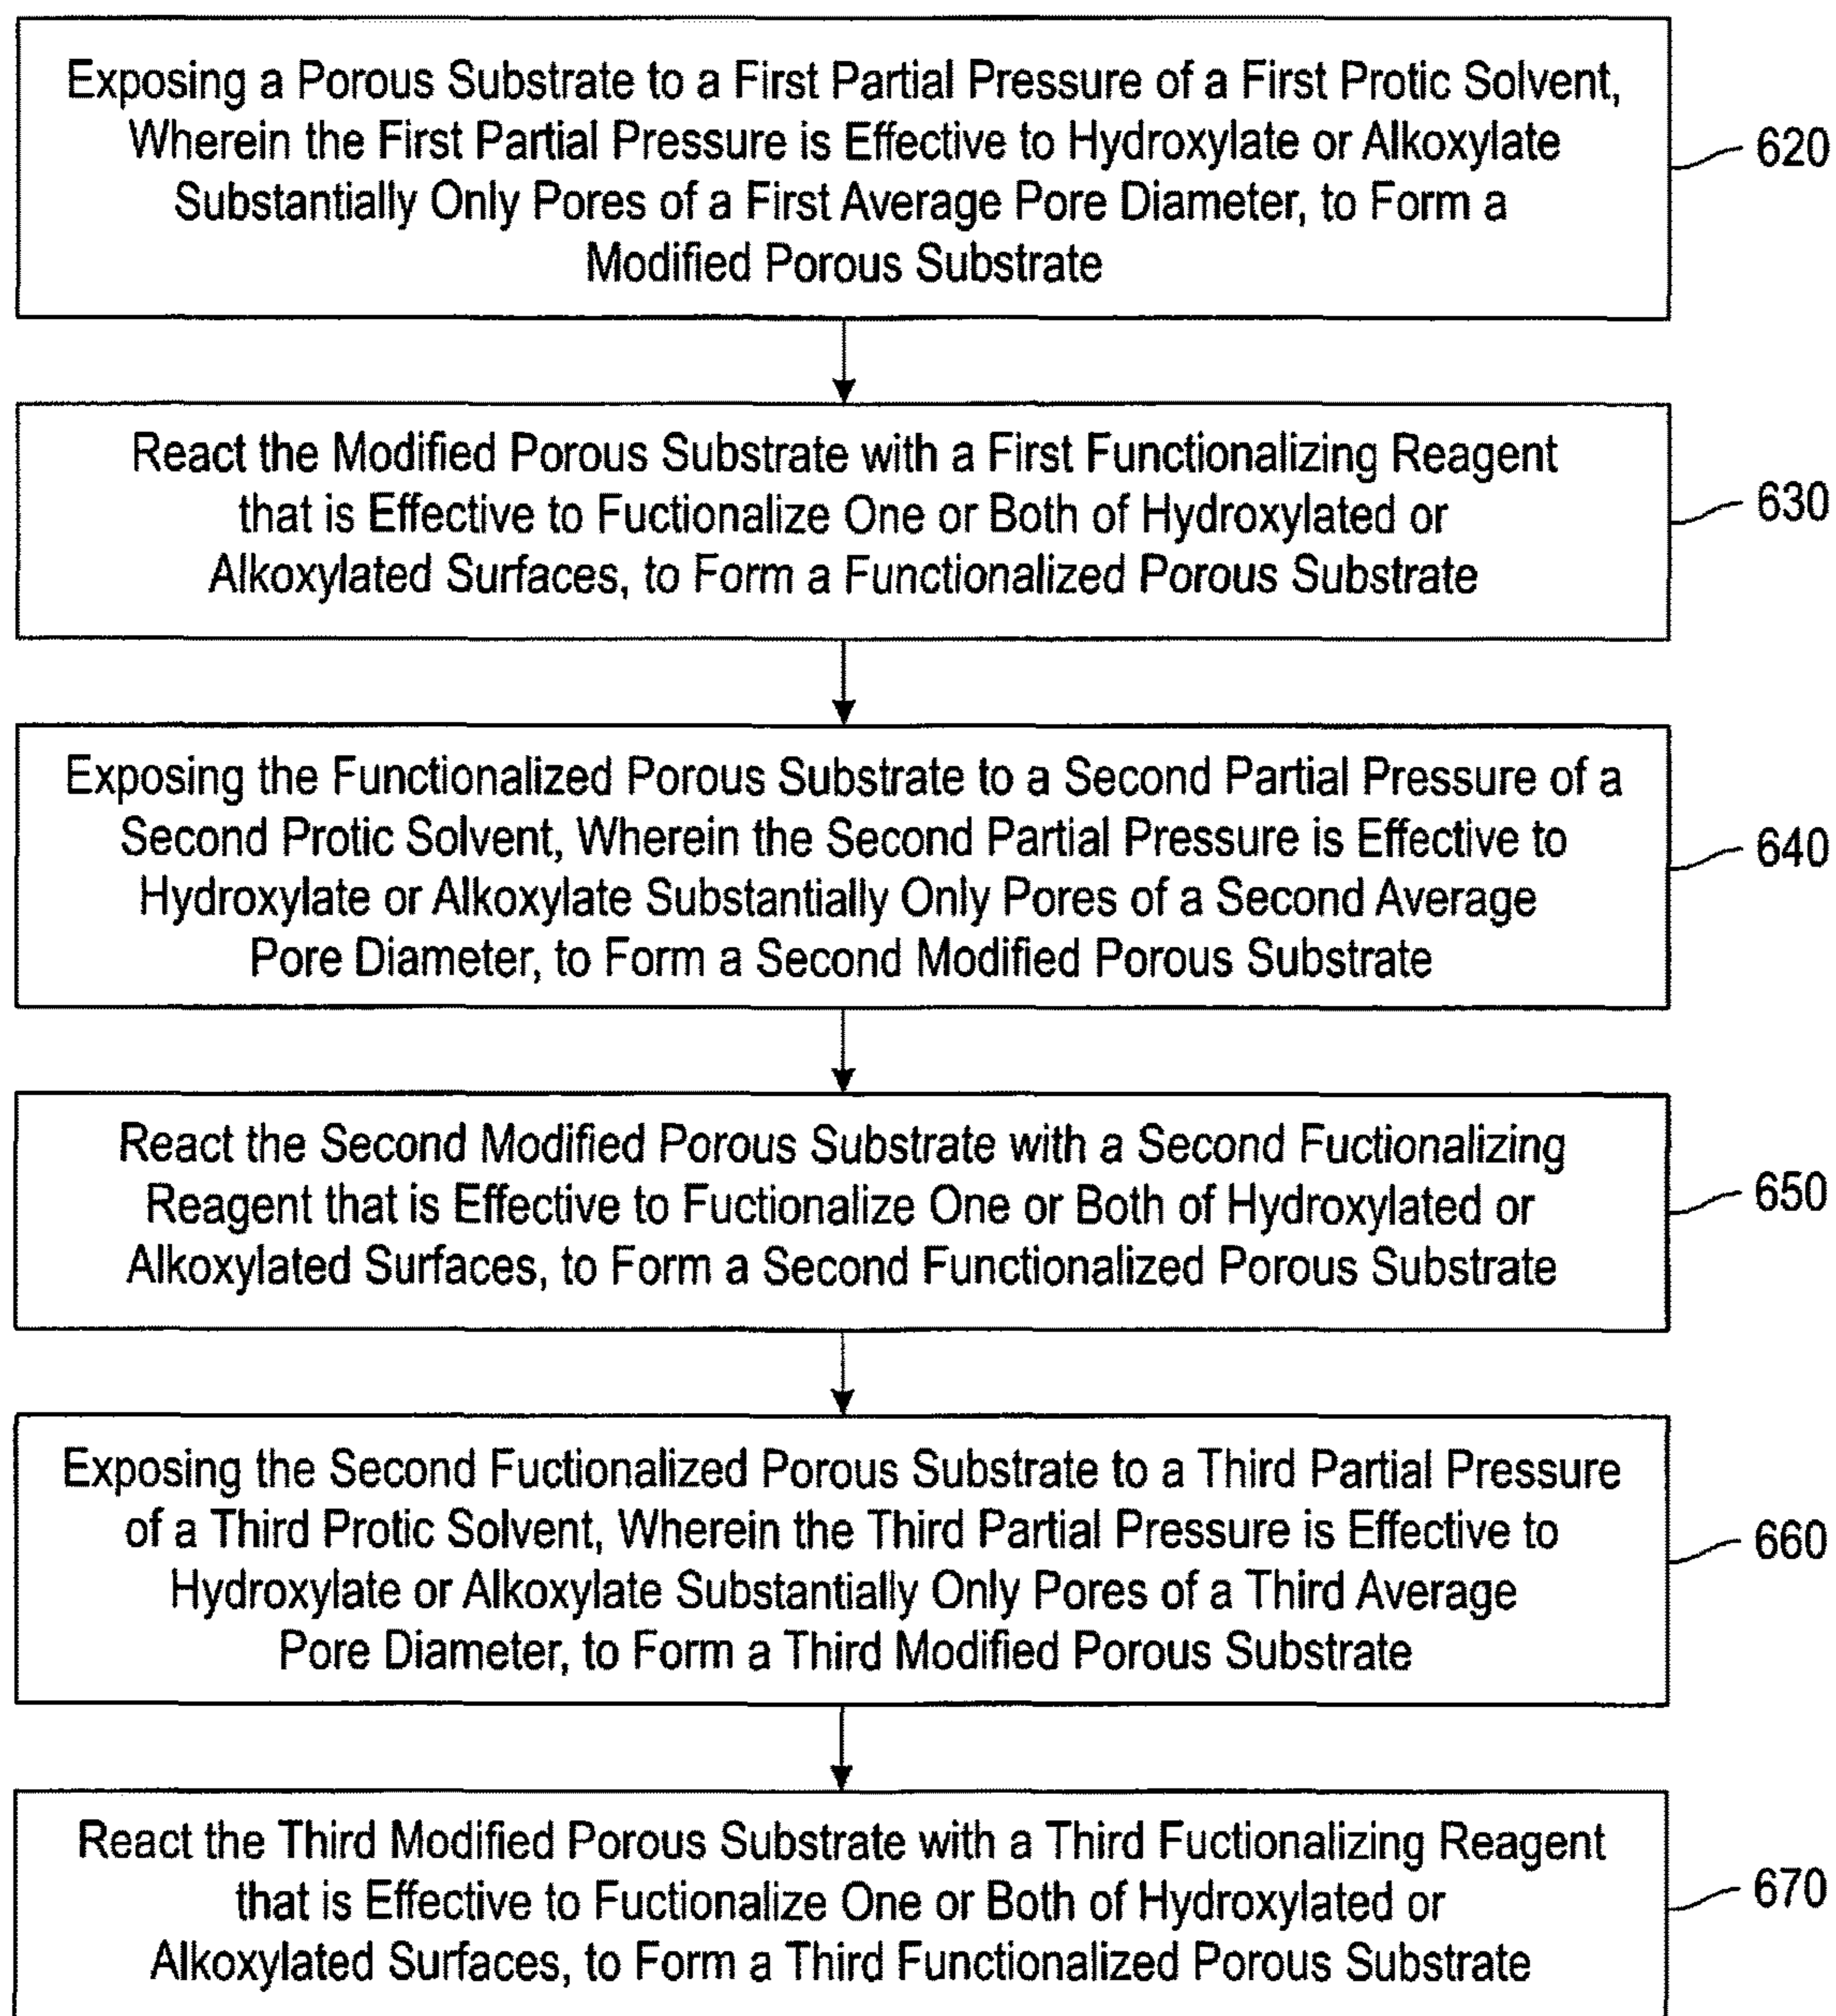 Exposing a Porous Substrate to a First Partial Pressure of a First Protic Solvent,
Wherein the First Partial Pressure is Effective to Hydroxylate or Alkoxylate
Substantially Only Pores of a First Average Pore Diameter, to Form a
Modified Porous Substrate
620
React the Modified Porous Substrate with a First Functionalizing Reagent
that is Effective to Fuctionalize One or Both of Hydroxylated or
Alkoxylated Surfaces, to Form a Functionalized Porous Substrate
630
Exposing the Functionalized Porous Substrate to a Second Partial Pressure of a
Second Protic Solvent, Wherein the Second Partial Pressure is Effective to
Hydroxylate or Alkoxylate Substantially Only Pores of a Second Average
Pore Diameter, to Form a Second Modified Porous Substrate
640
React the Second Modified Porous Substrate with a Second Fuctionalizing
Reagent that is Effective to Fuctionalize One or Both of Hydroxylated or
Alkoxylated Surfaces, to Form a Second Functionalized Porous Substrate
650
Exposing the Second Fuctionalized Porous Substrate to a Third Partial Pressure
of a Third Protic Solvent, Wherein the Third Partial Pressure is Effective to
Hydroxylate or Alkoxylate Substantially Only Pores of a Third Average
Pore Diameter, to Form a Third Modified Porous Substrate
660
React the Third Modified Porous Substrate with a Third Fuctionalizing Reagent
that is Effective to Fuctionalize One or Both of Hydroxylated or
Alkoxylated Surfaces, to Form a Third Functionalized Porous Substrate
670